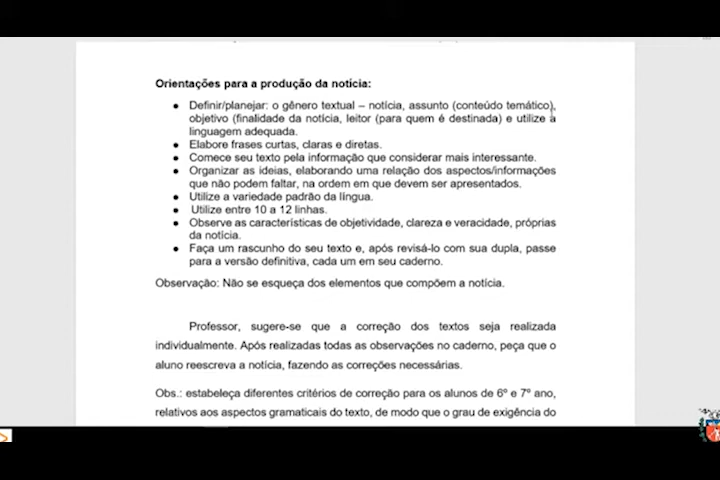 Orientações para a produção da notícia:
● Definir/planejar: o gênero textual – notícia, assunto (conteúdo temático),
objetivo (finalidade da notícia, leitor (para quem é destinada) e utilize a
linguagem adequada.
● Elabore frases curtas, claras e diretas.
● Comece seu texto pela informação que considerar mais interessante.
● Organizar as ideias, elaborando uma relação dos aspectos/informações
que não podem faltar, na ordem em que devem ser apresentados.
● Utilize a variedade padrão da língua.
● Utilize entre 10 a 12 linhas.
● Observe as características de objetividade, clareza e veracidade, próprias
da notícia.
● Faça um rascunho do seu texto e, após revisá-lo com sua dupla, passe
para a versão definitiva, cada um em seu caderno.
Observação: Não se esqueça dos elementos que compõem a notícia.
Professor, sugere-se que a correção dos textos seja realizada
individualmente. Após realizadas todas as observações no caderno, peça que o
aluno reescreva a notícia, fazendo as correções necessárias.
Obs.: estabeleça diferentes critérios de correção para os alunos de 6º e 7º ano,
relativos aos aspectos gramaticais do texto, de modo que o grau de exigência do